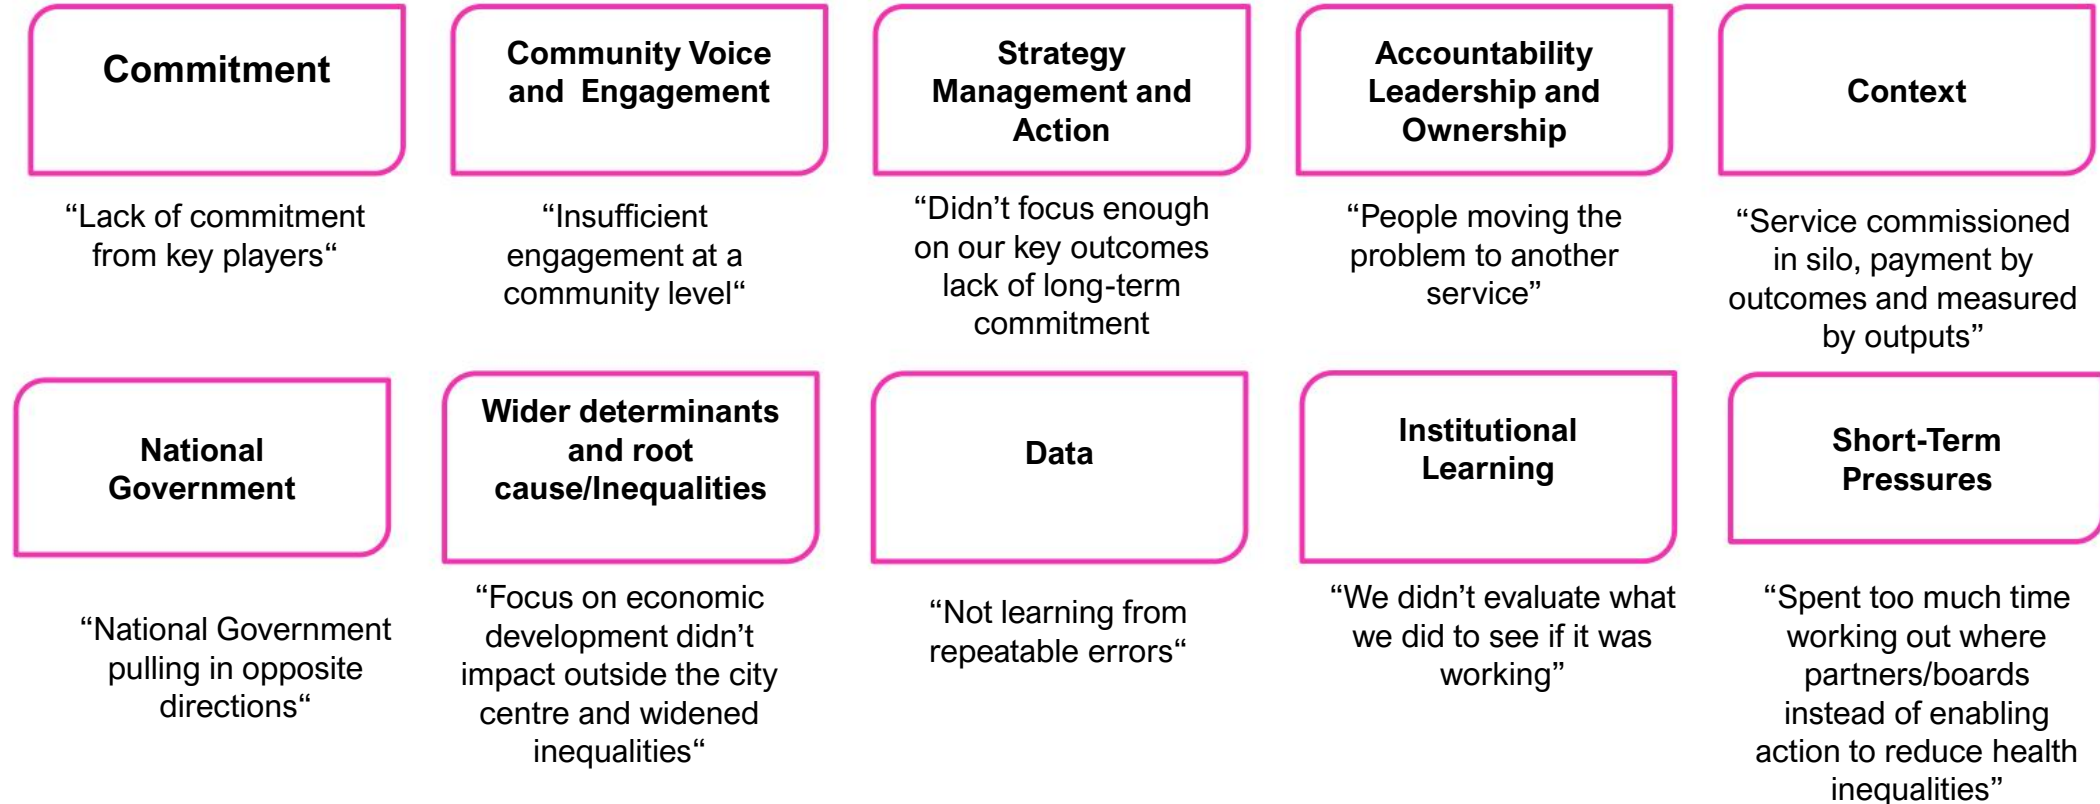 Commitment
“Lack of commitment
from key players“
Community Voice
and  Engagement
“Insufficient
engagement at a
community level“
Strategy
Management and
Action
“Didn’t focus enough
on our key outcomes
lack of long-term
commitment
Accountability
Leadership and
Ownership
“People moving the
problem to another
service”
Context
“Service commissioned
in silo, payment by
outcomes and measured
by outputs”
National
Government
“National Government
pulling in opposite
directions“
Wider determinants
and root
cause/Inequalities
“Focus on economic
development didn’t
impact outside the city
centre and widened
inequalities“
Data
“Not learning from
repeatable errors“
Institutional
Learning
“We didn’t evaluate what
we did to see if it was
working”
Short-Term
Pressures
“Spent too much time
working out where
partners/boards
instead of enabling
action to reduce health
inequalities”